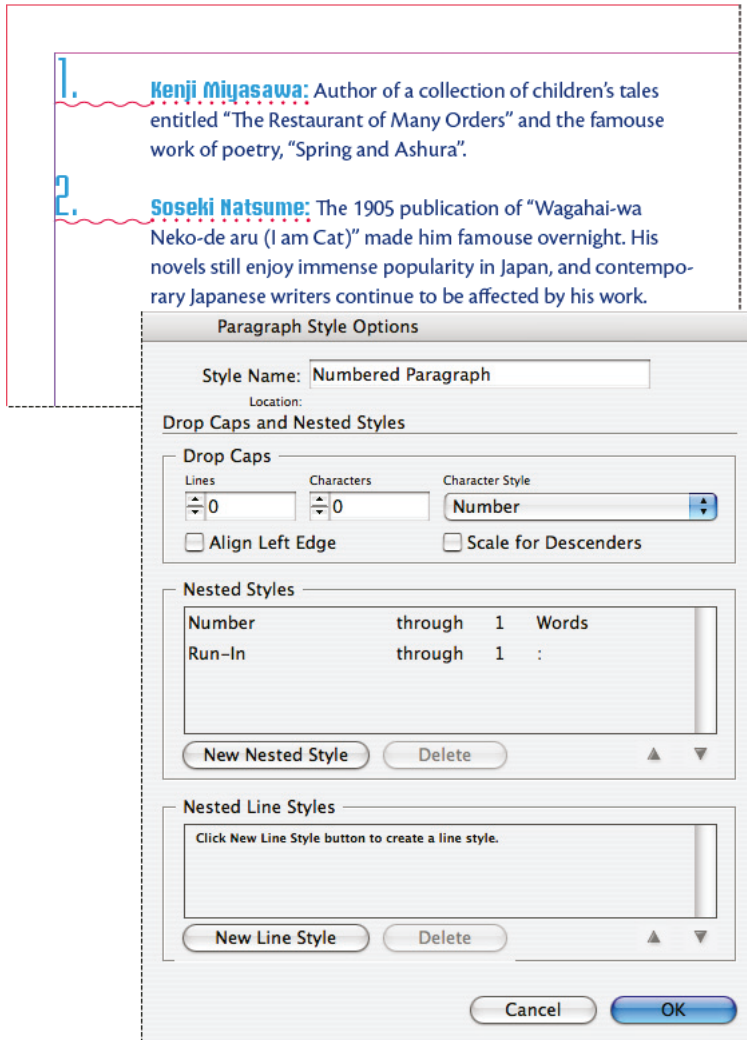 1. Kenji Miyasawa: Author of a collection of children’s tales
entitled “The Restaurant of Many Orders” and the famouse
work of poetry, “Spring and Ashura”.
2. Soseki Natsume: The 1905 publication of “Wagahai-wa
Neko-de aru (I am Cat)” made him famouse overnight. His
novels still enjoy immense popularity in Japan, and contempo-
rary Japanese writers continue to be affected by his work.
Paragraph Style Options
Style Name: Numbered Paragraph
Location:
Drop Caps and Nested Styles
Drop Caps
Lines Characters Character Style
0 0 Number
Align Left Edge Scale for Descenders
Nested Styles
Number through 1 Words
Run-In through 1 :
New Nested Style Delete
Nested Line Styles
Click New Line Style button to create a line style.
New Line Style Delete
Cancel OK